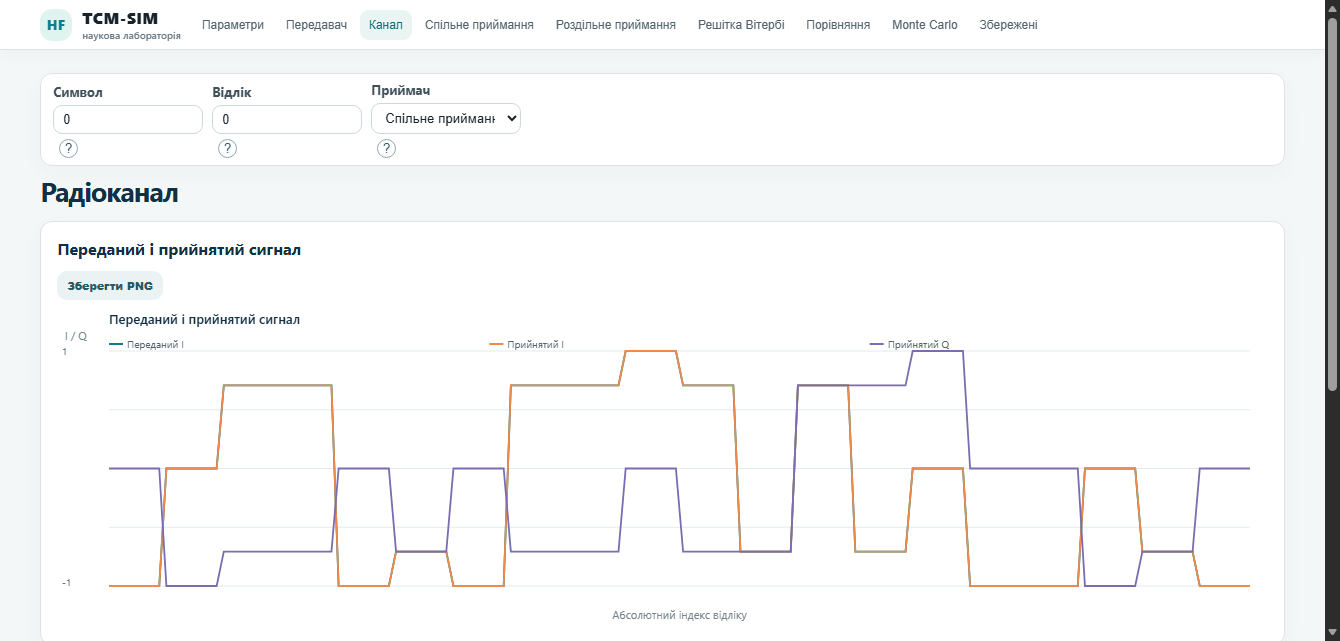 HF TCM-SIM
наукова лабораторія
Параметри Передавач Канал Спільне приймання Роздільне приймання Решітка Вітербі Порівняння Monte Carlo Збережені
Символ Відлік Приймач
0 0 Спільне приймані
? ? ?
Радіоканал
Переданий і прийнятий сигнал
Зберегти PNG
Переданий і прийнятий сигнал
I / Q
Переданий I Прийнятий I Прийнятий Q
1
-1
Абсолютний індекс відліку